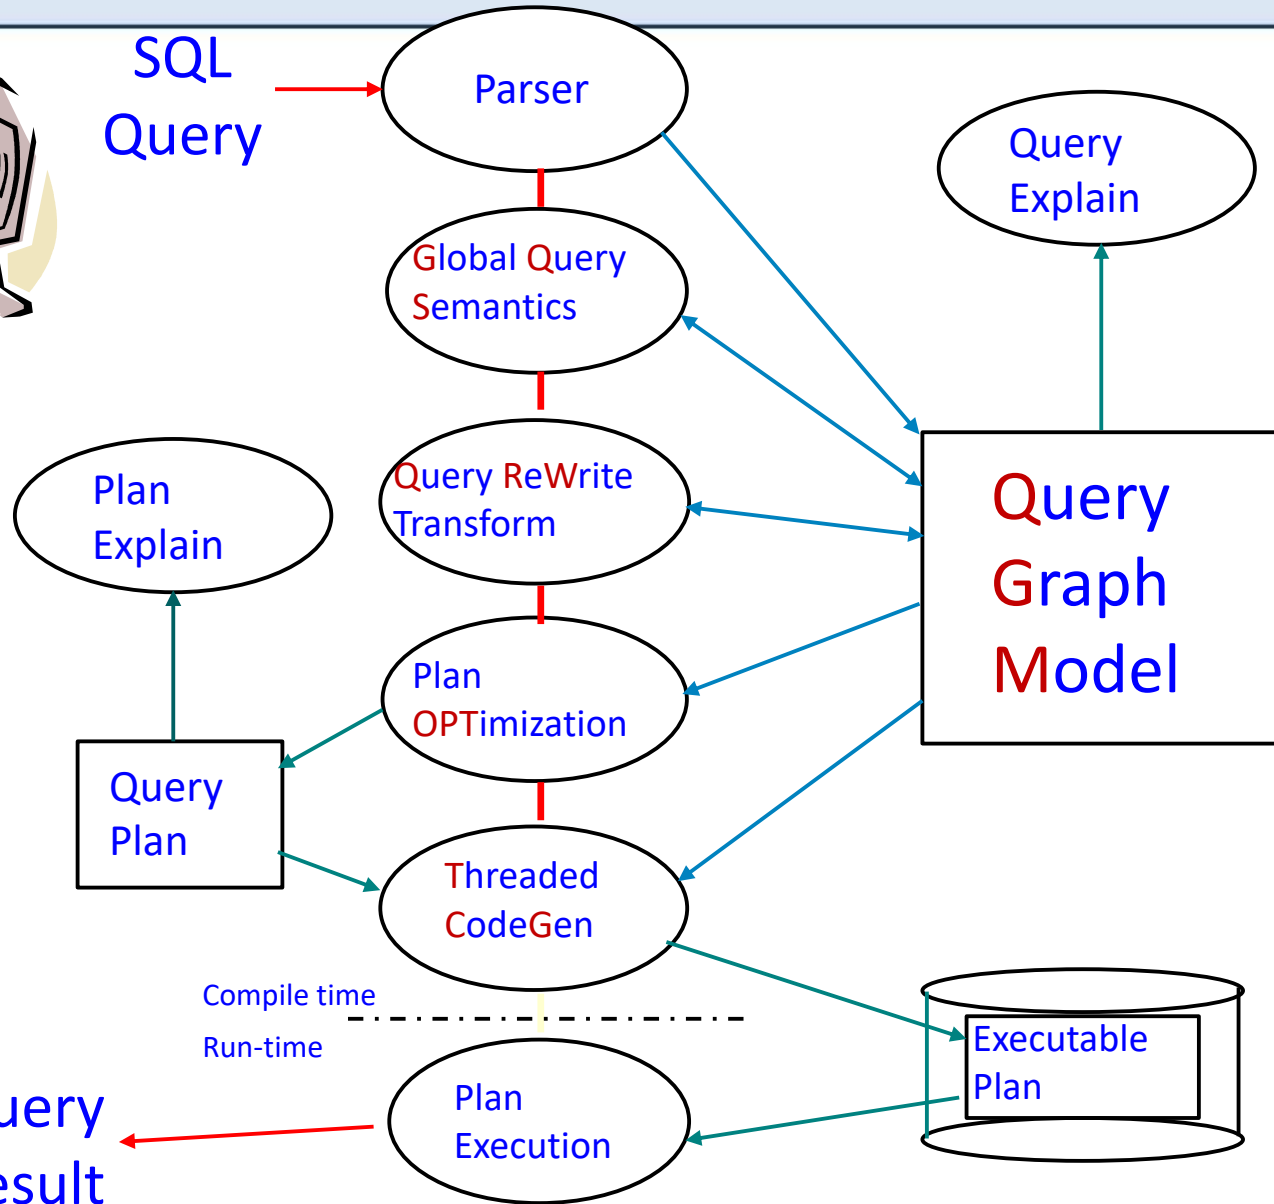 SQL
Query
Parser
Query
Explain
Global Query
Semantics
Query ReWrite
Transform
Plan
Explain
Query
Graph
Model
Plan
OPTimization
Query
Plan
Threaded
CodeGen
Compile time
Run-time
Executable
Plan
Plan
Execution
uery
esult